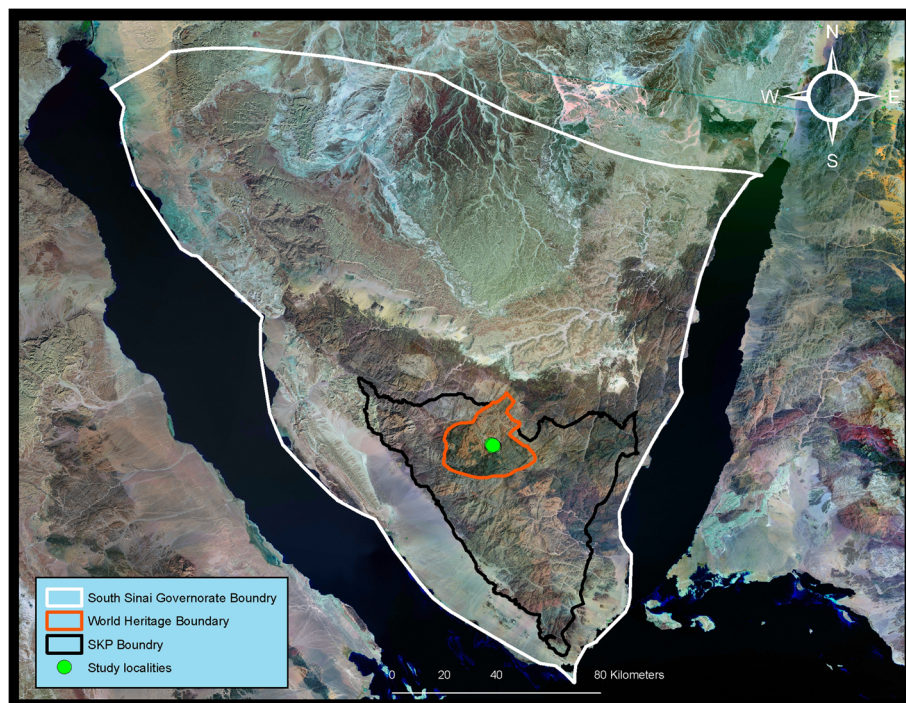 N
W E
S
South Sinai Governorate Boundry
World Heritage Boundary
SKP Boundry
Study localities
0 20 40 80 Kilometers